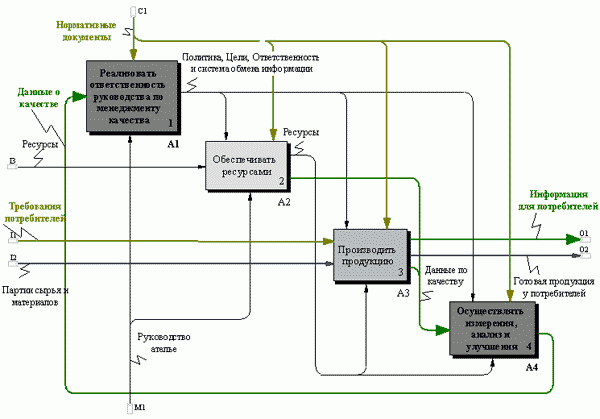 C1
Нормативные
документы
Политика, Цели, Ответственность
и система обмена информации
Реализовать
ответственность
руководства по
менеджменту
качества
1
A1
Данные о
качестве
Ресурсы
I3
Ресурсы
Обеспечивать
ресурсами
2
A2
Требования
потребителей
I1
Информация
для потребителей
O1
O2
Производить
продукцию
3
A3
I2
Партии сырья и
материалов
Данные по
качеству
Готовая продукция
у потребителей
Осуществлять
измерения,
анализ и
улучшения
4
A4
Руководство
ателье
M1